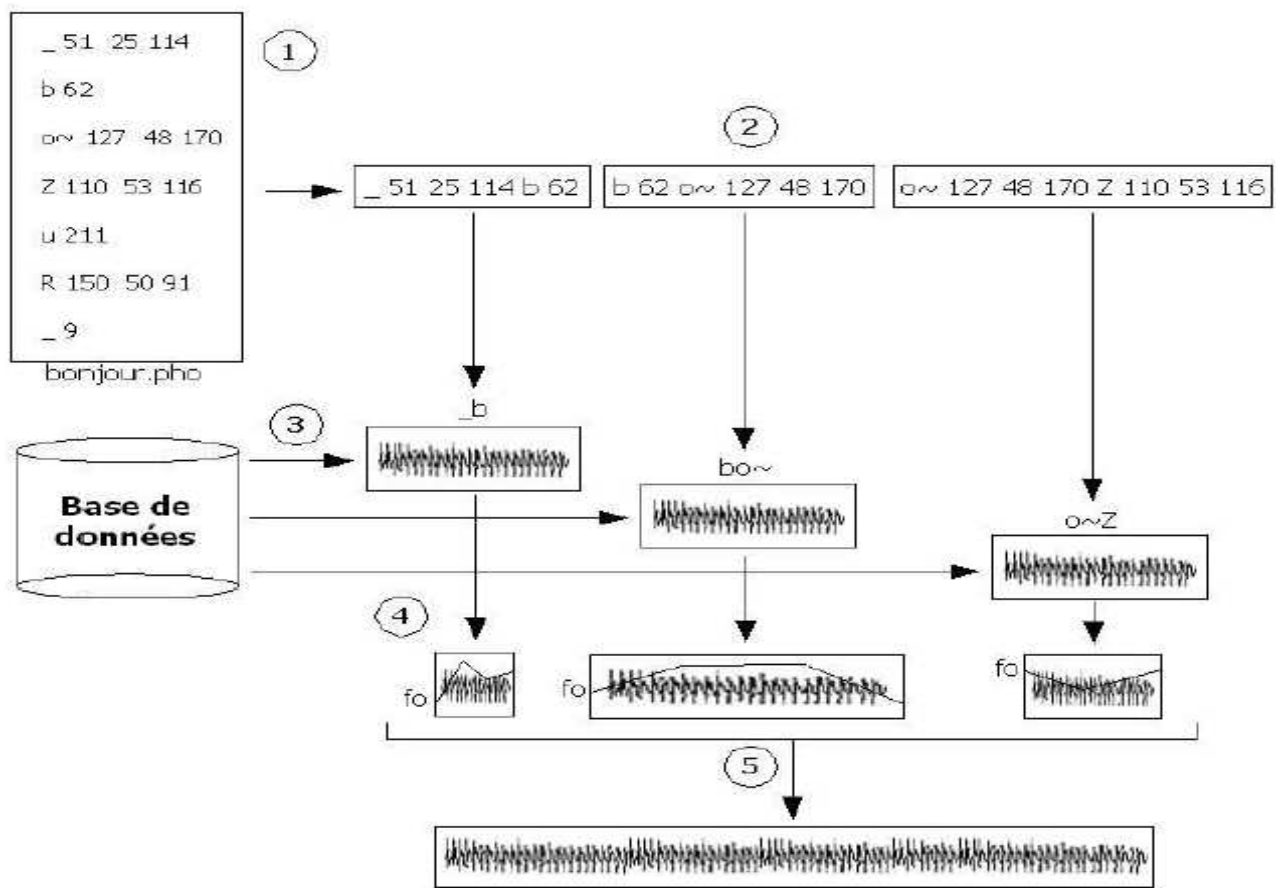 _ 51 25 114
b 62
o~ 127 48 170
Z 110 53 116
u 211
R 150 50 91
_ 9
bonjour.pho
1
2
_ 51 25 114 b 62
b 62 o~ 127 48 170
o~ 127 48 170 Z 110 53 116
3
Base de
données
_b
bo~
o~Z
4
fo
fo
fo
5